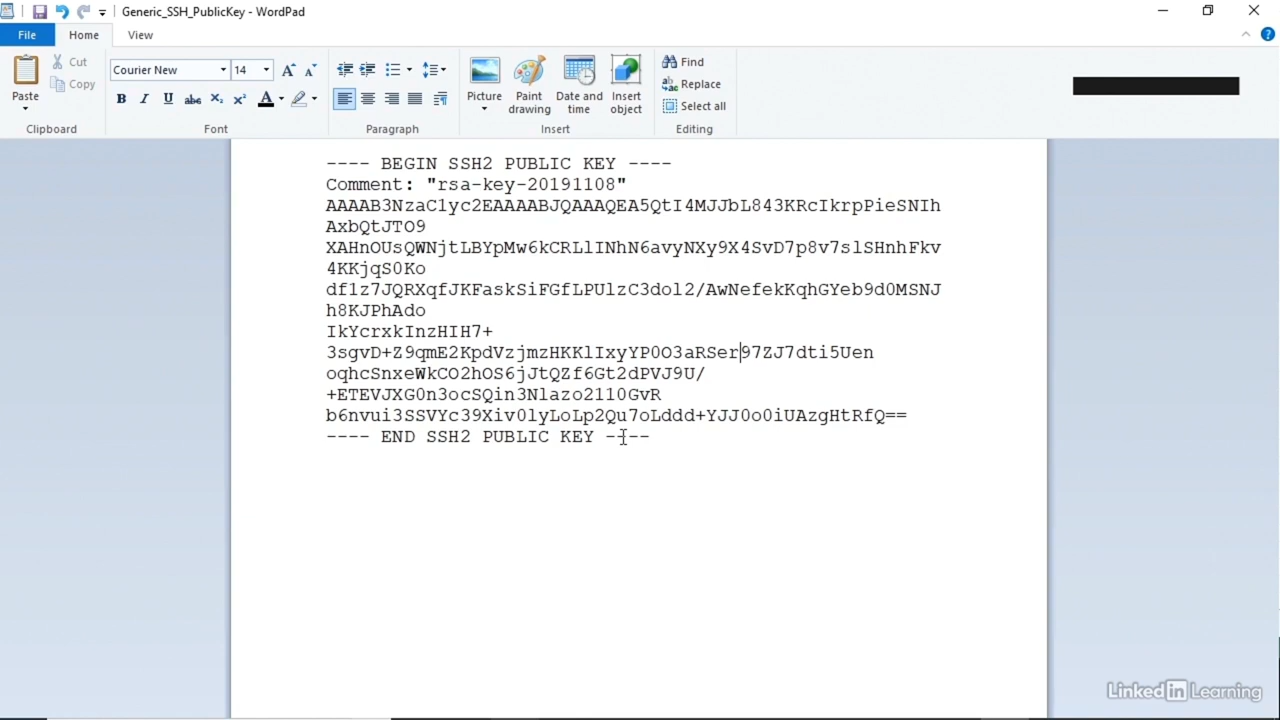 Generic_SSH_PublicKey - WordPad
File
Home
View
Paste
Cut
Copy
Clipboard
Courier New
14
Font
Paragraph
Picture
Paint drawing
Date and time
Insert object
Insert
Find
Replace
Select all
Editing
---- BEGIN SSH2 PUBLIC KEY ----
Comment: "rsa-key-20191108"
AAAAB3NzaC1yc2EAAAABJQAAAQEA5QtI4MJJbL843KRcIkrpPieSNIh
AxbQtJTO9
XAHnOUsQWNjtLBYpMw6kCRLlINhN6avyNXy9X4SvD7p8v7slSHnhFkv
4KKjqS0Ko
df1z7JQRXqfJKFaskSiFGfLPUlzC3dol2/AwNefekKqhGYeb9d0MSNJ
h8KJPhAdo
IkYcrxkInzHIH7+
3sgvD+Z9qmE2KpdVzjmzHKKlIxyYP0O3aRSer97ZJ7dti5Uen
oqhcSnxeWkCO2hOS6jJtQZf6Gt2dPVJ9U/
+ETEVJXG0n3ocSQin3Nlazo2110GvR
b6nvui3SSVYc39Xiv0lyLoLp2Qu7oLddd+YJJ0o0iUAzgHtRfQ==
---- END SSH2 PUBLIC KEY ----
LinkedIn Learning